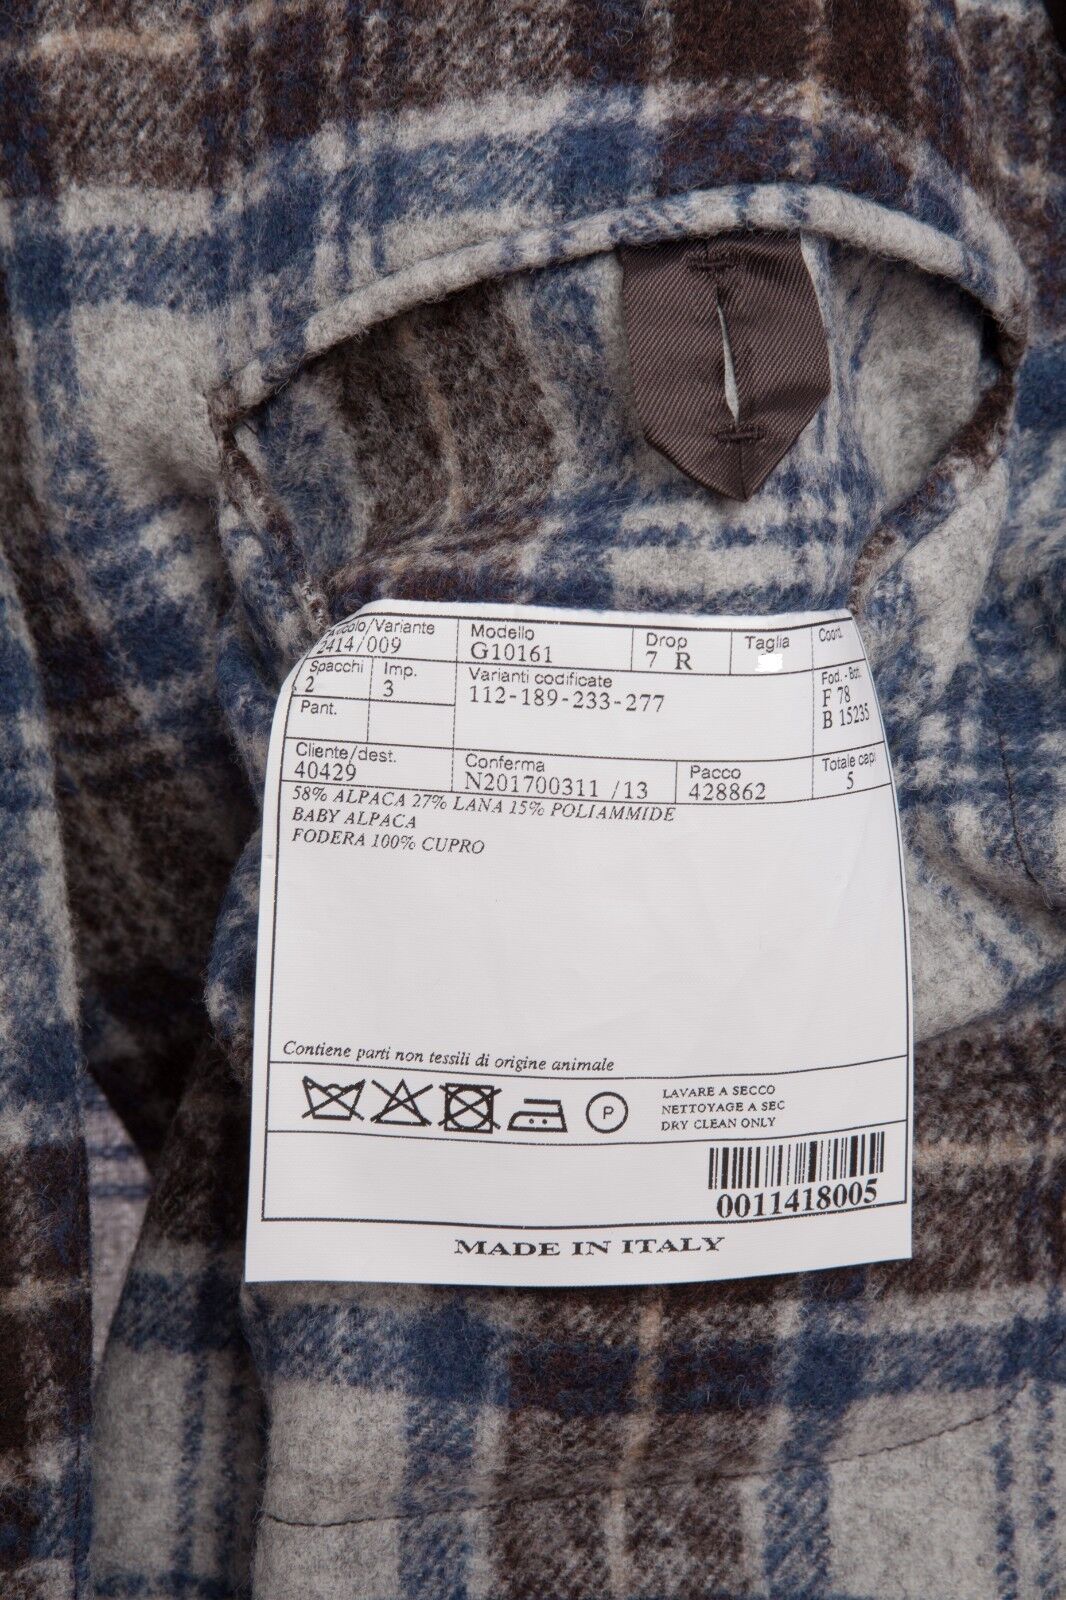 /Variante
2414/009
Modello
G10161
Drop
7 R
Taglia
Coord.
Spacchi
2
Imp.
3
Varianti codificate
112-189-233-277
Fod. - Bott.
F 78
B 15235
Pant.
Cliente/dest.
40429
Conferma
N201700311 /13
Pacco
428862
Totale capi
5
58% ALPACA 27% LANA 15% POLIAMMIDE
BABY ALPACA
FODERA 100% CUPRO
Contiene parti non tessili di origine animale
P
LAVARE A SECCO
NETTOYAGE A SEC
DRY CLEAN ONLY
0011418005
MADE IN ITALY